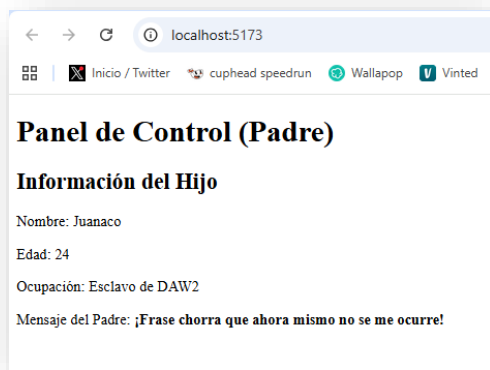 localhost:5173
Inicio / Twitter cuphead speedrun Wallapop Vinted
Panel de Control (Padre)
Información del Hijo
Nombre: Juanaco
Edad: 24
Ocupación: Esclavo de DAW2
Mensaje del Padre: ¡Frase chorra que ahora mismo no se me ocurre!